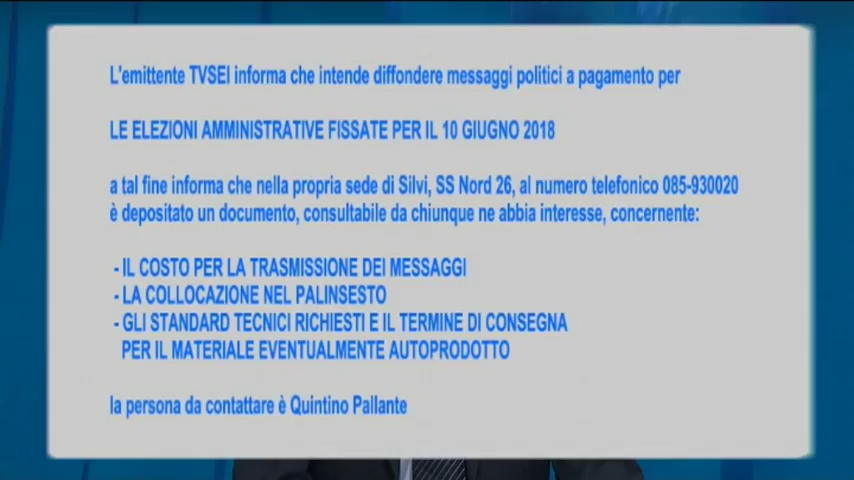 L'emittente TVSEI informa che intende diffondere messaggi politici a pagamento per
LE ELEZIONI AMMINISTRATIVE FISSATE PER IL 10 GIUGNO 2018
a tal fine informa che nella propria sede di Silvi, SS Nord 26, al numero telefonico 085-930020
è depositato un documento, consultabile da chiunque ne abbia interesse, concernente:
- IL COSTO PER LA TRASMISSIONE DEI MESSAGGI
- LA COLLOCAZIONE NEL PALINSESTO
- GLI STANDARD TECNICI RICHIESTI E IL TERMINE DI CONSEGNA
PER IL MATERIALE EVENTUALMENTE AUTOPRODOTTO
la persona da contattare è Quintino Pallante